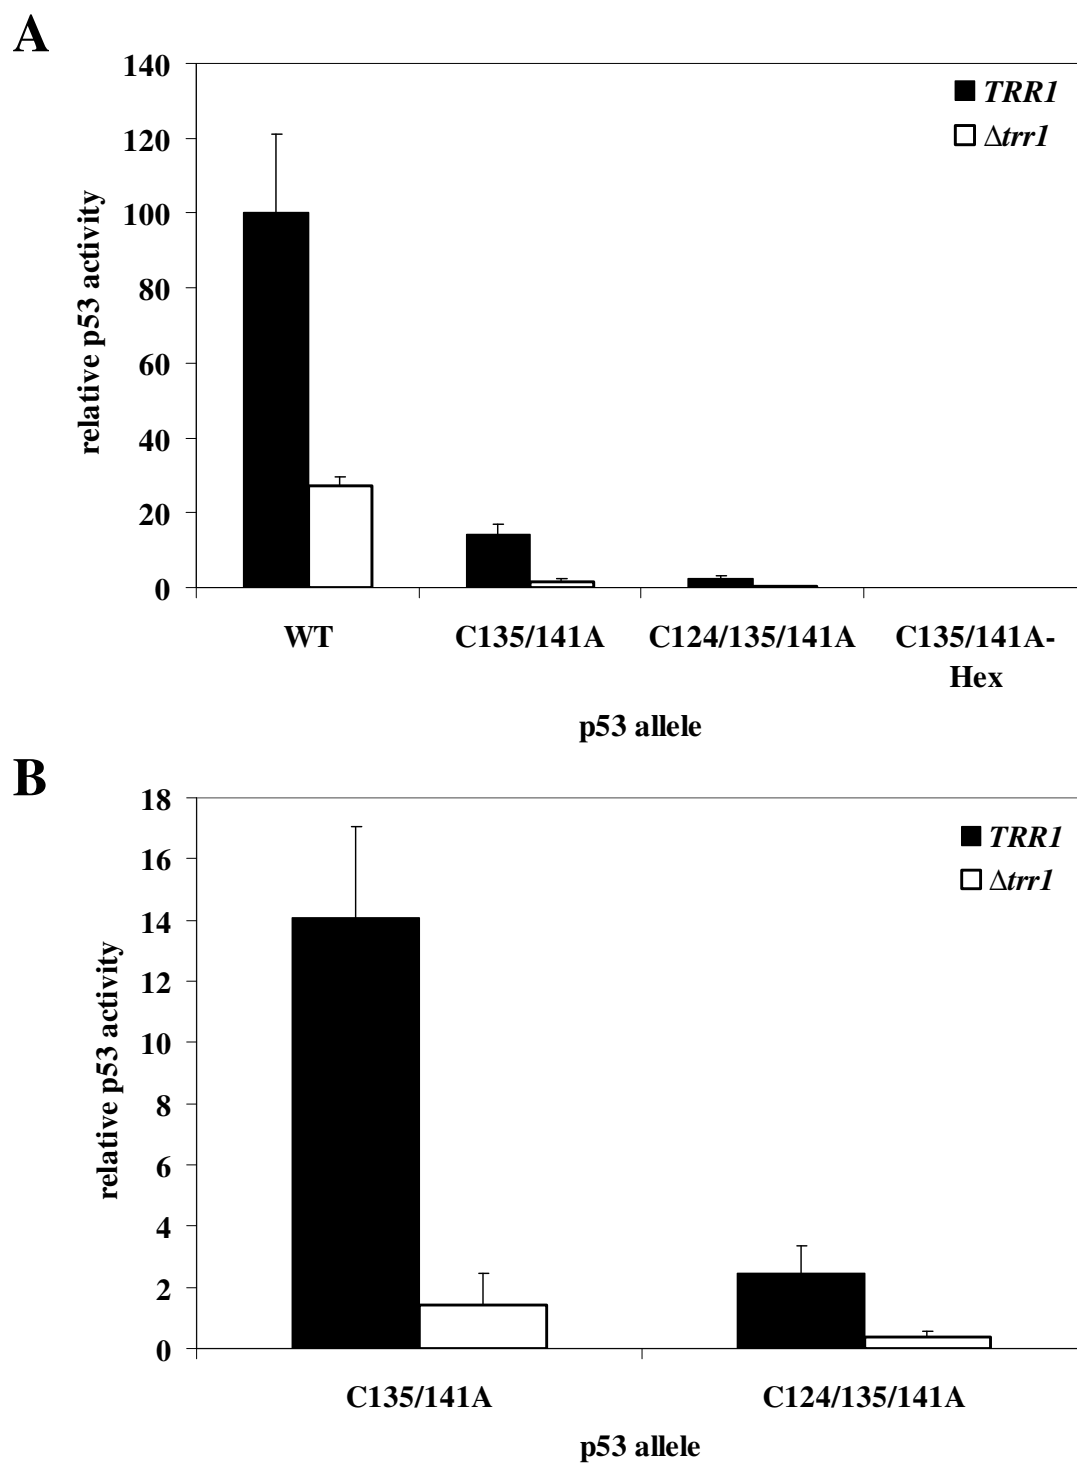 A
140
120
100
80
60
40
20
0
relative p53 activity
TRR1
Δtrr1
WT
C135/141A
C124/135/141A
C135/141A-
Hex
p53 allele
B
18
16
14
12
10
8
6
4
2
0
relative p53 activity
TRR1
Δtrr1
C135/141A
C124/135/141A
p53 allele